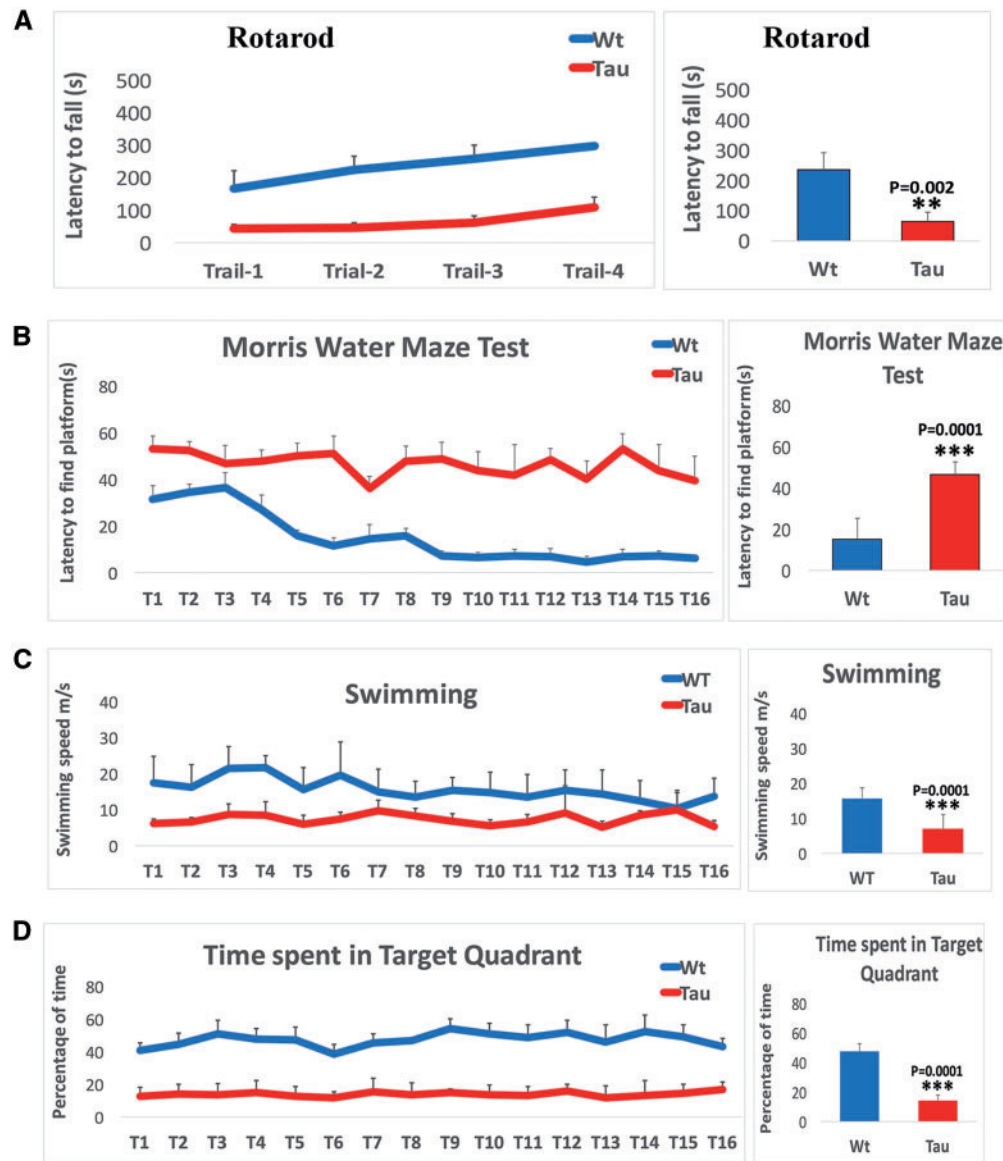 A
Rotarod
Wt
Tau
Latency to fall (s)
500
400
300
200
100
0
Trail-1 Trial-2 Trail-3 Trail-4
Rotarod
Latency to fall (s)
500
400
300
200
100
0
P=0.002
**
Wt Tau
B
Morris Water Maze Test
Wt
Tau
Latency to find platform(s)
80
60
40
20
0
T1 T2 T3 T4 T5 T6 T7 T8 T9 T10 T11 T12 T13 T14 T15 T16
Morris Water Maze
Test
Latency to find platform(s)
80
60
40
20
0
P=0.0001
***
Wt Tau
C
Swimming
WT
Tau
Swimming speed m/s
40
30
20
10
0
T1 T2 T3 T4 T5 T6 T7 T8 T9 T10 T11 T12 T13 T14 T15 T16
Swimming
Swimming speed m/s
40
30
20
10
0
P=0.0001
***
WT Tau
D
Time spent in Target Quadrant
Wt
Tau
Percentaqe of time
80
60
40
20
0
T1 T2 T3 T4 T5 T6 T7 T8 T9 T10 T11 T12 T13 T14 T15 T16
Time spent in Target
Quadrant
Percentage of time
80
60
40
20
0
P=0.0001
***
Wt Tau